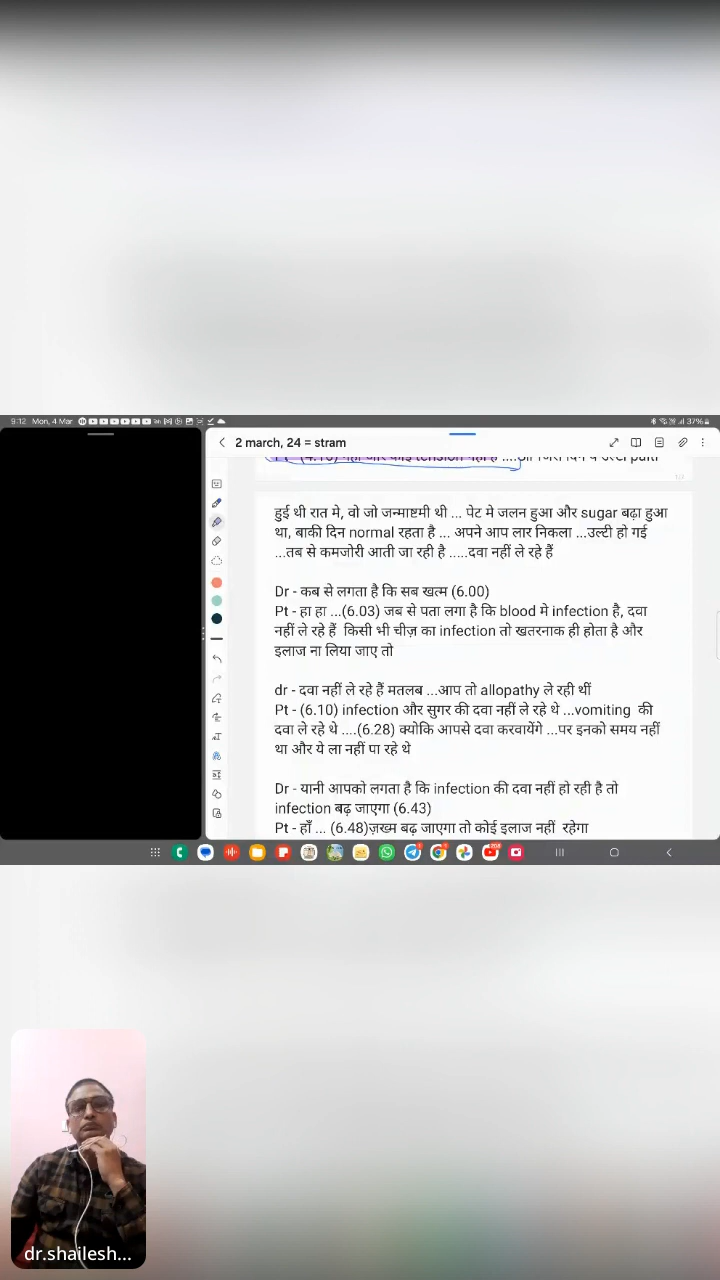 9:12 Mon, 4 Mar
37%
2 march, 24 = stram
1/3
हुई थी रात मे, वो जो जन्माष्टमी थी ... पेट मे जलन हुआ और sugar बढ़ा हुआ
था, बाकी दिन normal रहता है ... अपने आप लार निकला ...उल्टी हो गई
...तब से कमजोरी आती जा रही है ....दवा नहीं ले रहे हैं
Dr - कब से लगता है कि सब खत्म (6.00)
Pt - हा हा ...(6.03) जब से पता लगा है कि blood मे infection है, दवा
नहीं ले रहे हैं किसी भी चीज़ का infection तो खतरनाक ही होता है और
इलाज ना लिया जाए तो
dr - दवा नहीं ले रहे हैं मतलब ...आप तो allopathy ले रही थीं
Pt - (6.10) infection और सुगर की दवा नहीं ले रहे थे ...vomiting की
दवा ले रहे थे ....(6.28) क्योकि आपसे दवा करवायेंगे ...पर इनको समय नहीं
था और ये ला नहीं पा रहे थे
Dr - यानी आपको लगता है कि infection की दवा नहीं हो रही है तो
infection बढ़ जाएगा (6.43)
Pt - हाँ ... (6.48)ज़ख्म बढ़ जाएगा तो कोई इलाज नहीं रहेगा
dr.shailesh...